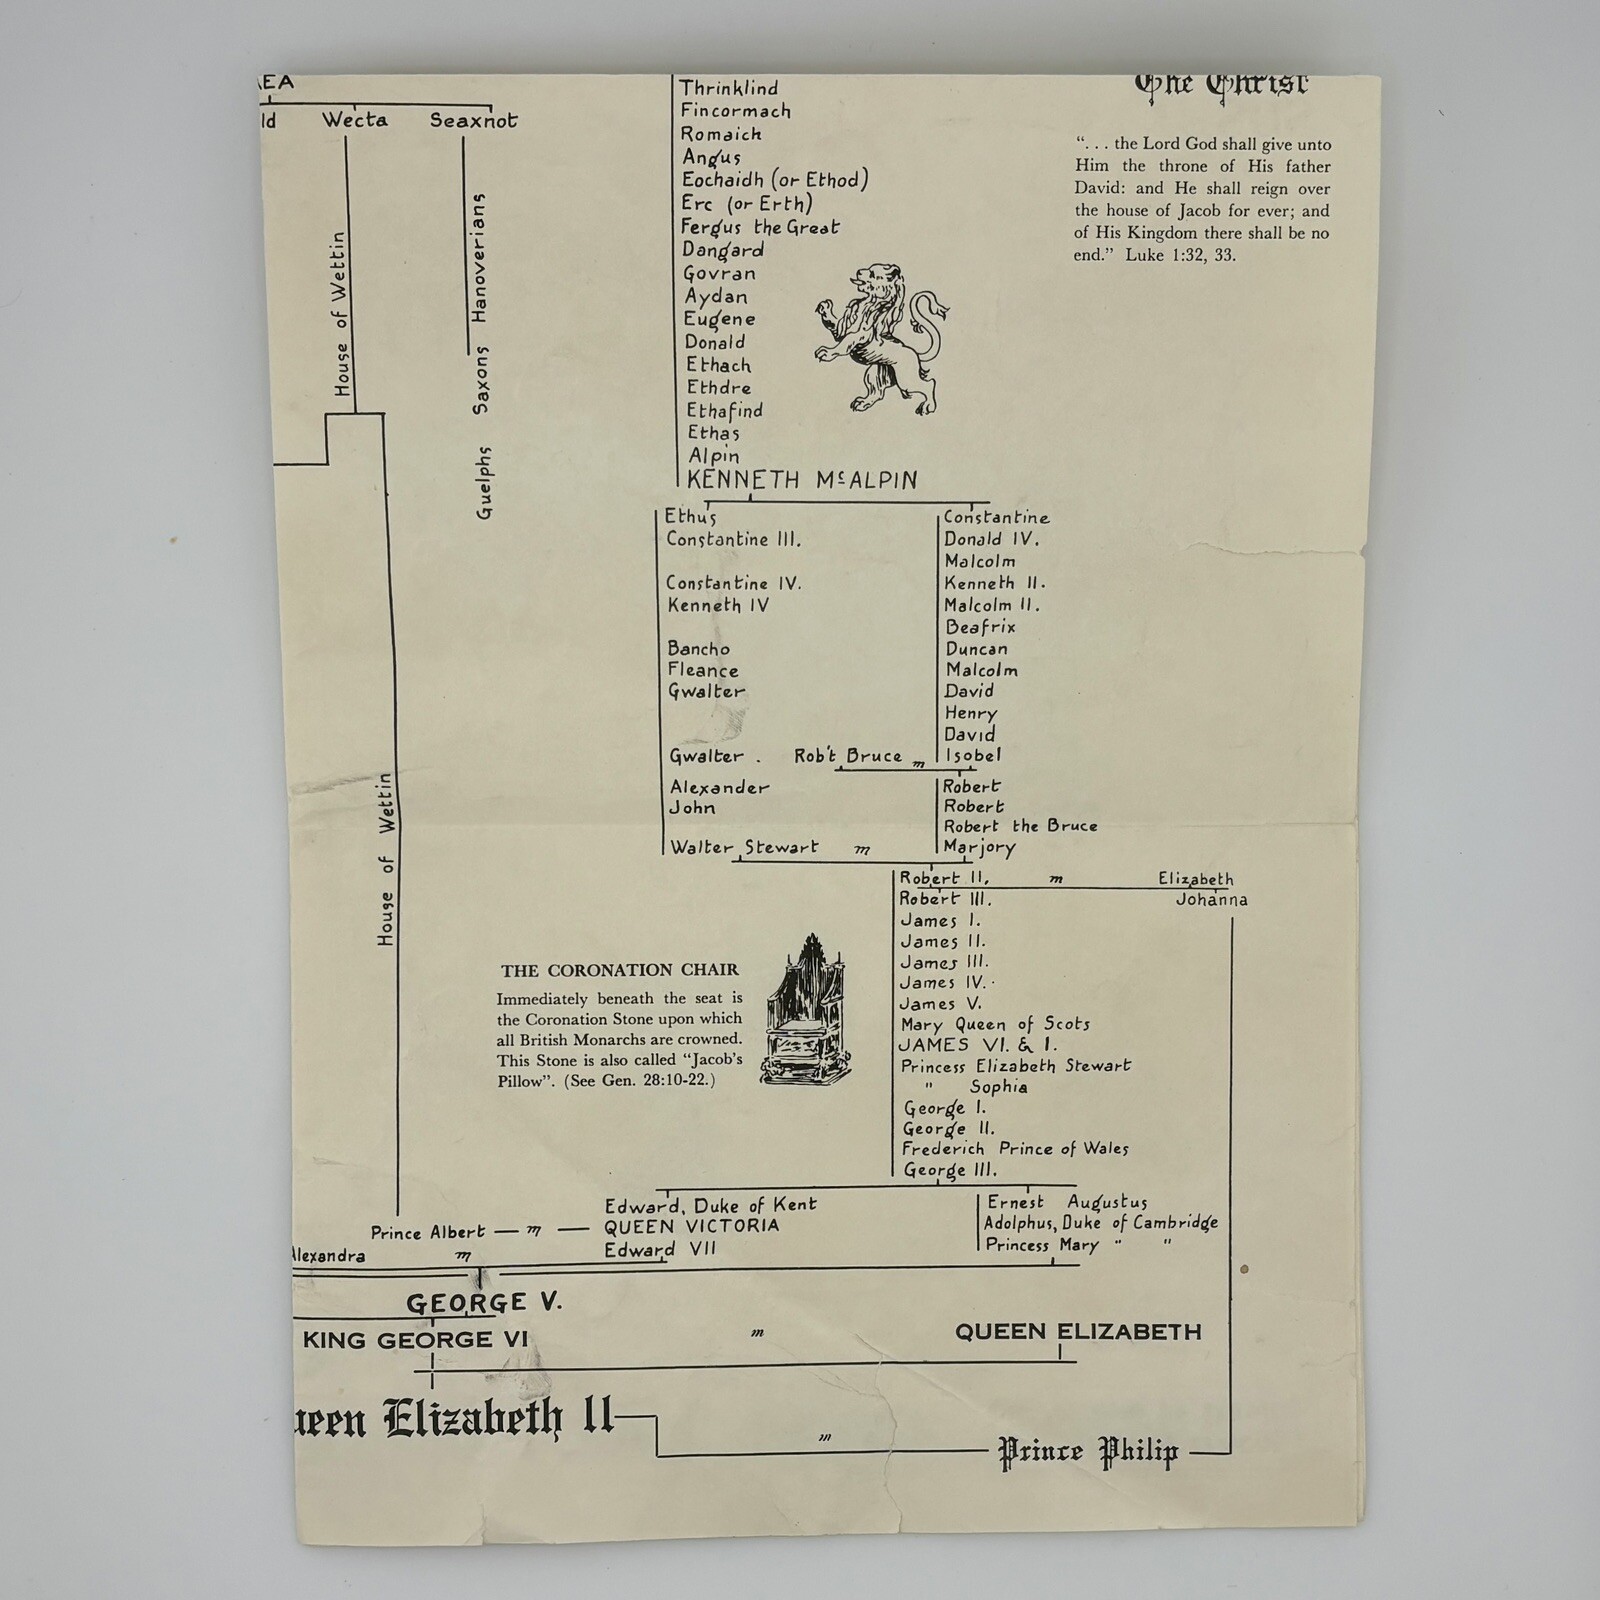 The Christ
". . . the Lord God shall give unto
Him the throne of His father
David: and He shall reign over
the house of Jacob for ever; and
of His Kingdom there shall be no
end." Luke 1:32, 33.
Wecta
Seaxnot
House of Wettin
Guelphs Saxons Hanoverians
House of Wettin
Thrinklind
Fincormach
Romaich
Angus
Eochaidh (or Ethod)
Erc (or Erth)
Fergus the Great
Dangard
Govran
Aydan
Eugene
Donald
Ethach
Ethdre
Ethafind
Ethas
Alpin
KENNETH McALPIN
Ethus
Constantine III.
Constantine IV.
Kenneth IV
Bancho
Fleance
Gwalter
Gwalter .
Alexander
John
Walter Stewart m
Constantine
Donald IV.
Malcolm
Kenneth II.
Malcolm II.
Beafrix
Duncan
Malcolm
David
Henry
David
Rob't Bruce m Isobel
Robert
Robert
Robert the Bruce
Marjory
Robert II. m Elizabeth
Robert III. Johanna
James I.
James II.
James III.
James IV.
James V.
Mary Queen of Scots
JAMES VI. & I.
Princess Elizabeth Stewart
" Sophia
George I.
George II.
Frederich Prince of Wales
George III.
THE CORONATION CHAIR
Immediately beneath the seat is
the Coronation Stone upon which
all British Monarchs are crowned.
This Stone is also called "Jacob's
Pillow". (See Gen. 28:10-22.)
Edward, Duke of Kent
Prince Albert — m — QUEEN VICTORIA
Alexandra m Edward VII
Ernest Augustus
Adolphus, Duke of Cambridge
Princess Mary " "
GEORGE V.
KING GEORGE VI m QUEEN ELIZABETH
ueen Elizabeth II m Prince Philip